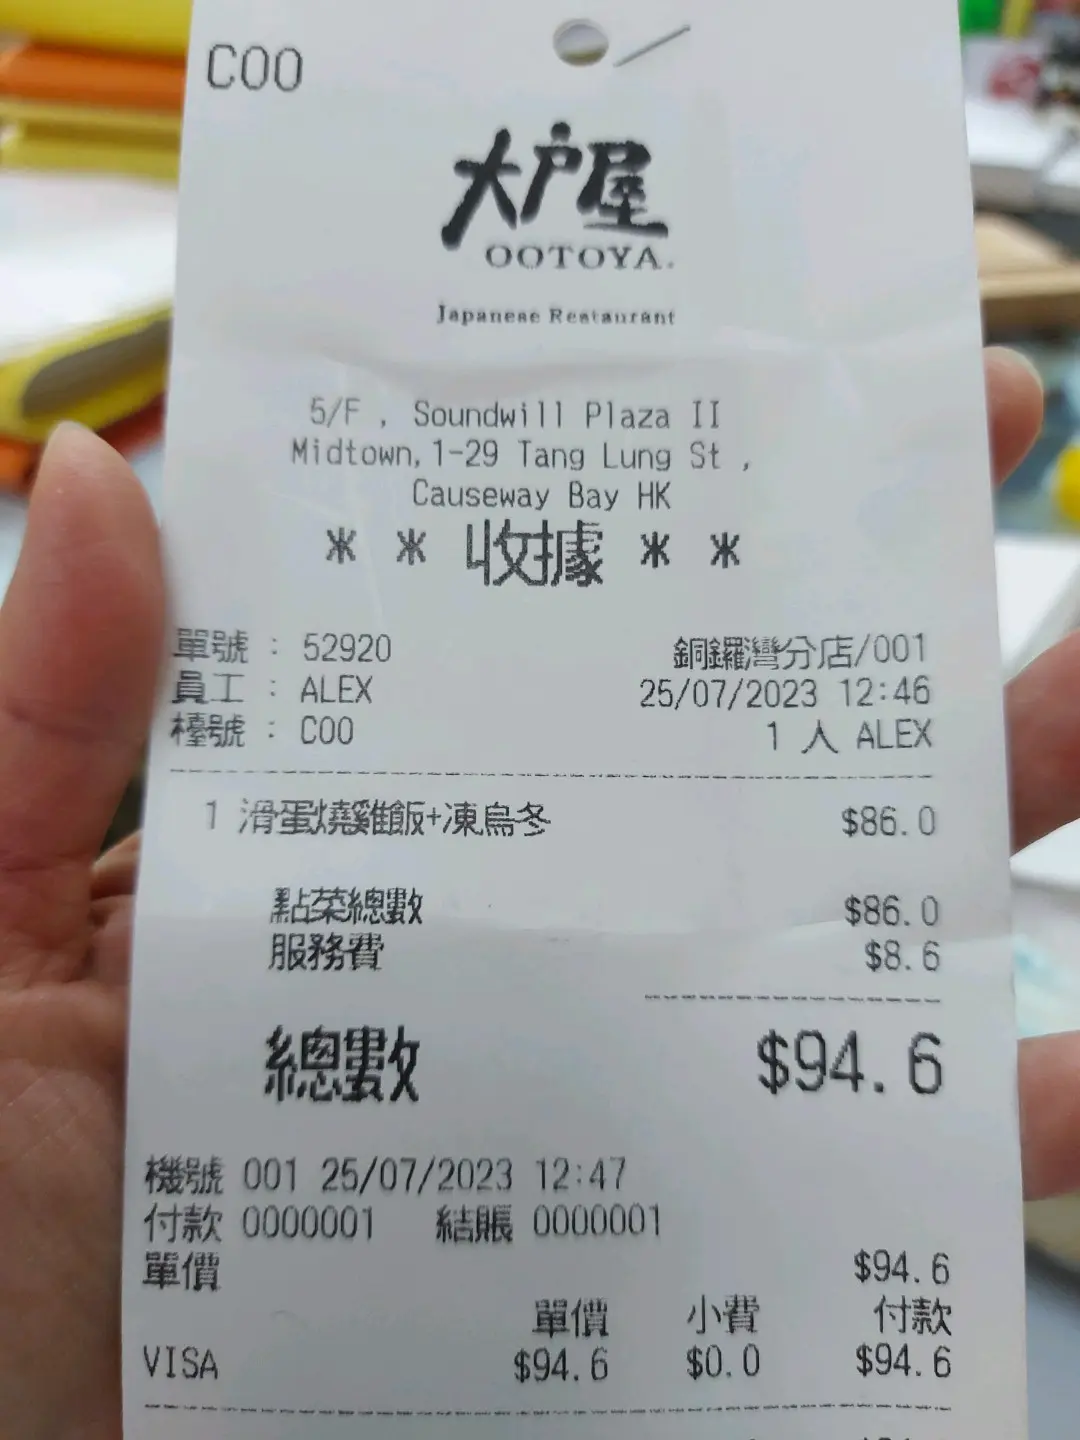 COO
大戶屋
OOTOYA.
Japanese Restaurant
5/F , Soundwill Plaza II
Midtown,1-29 Tang Lung St ,
Causeway Bay HK
* * 收據 * *
單號 : 52920 銅鑼灣分店/001
員工 : ALEX 25/07/2023 12:46
檯號 : COO 1 人 ALEX
1 滑蛋燒雞飯+凍烏冬 $86.0
點菜總數 $86.0
服務費 $8.6
總數 $94.6
機號 001 25/07/2023 12:47
付款 0000001 結賬 0000001
單價 $94.6
單價 小費 付款
VISA $94.6 $0.0 $94.6